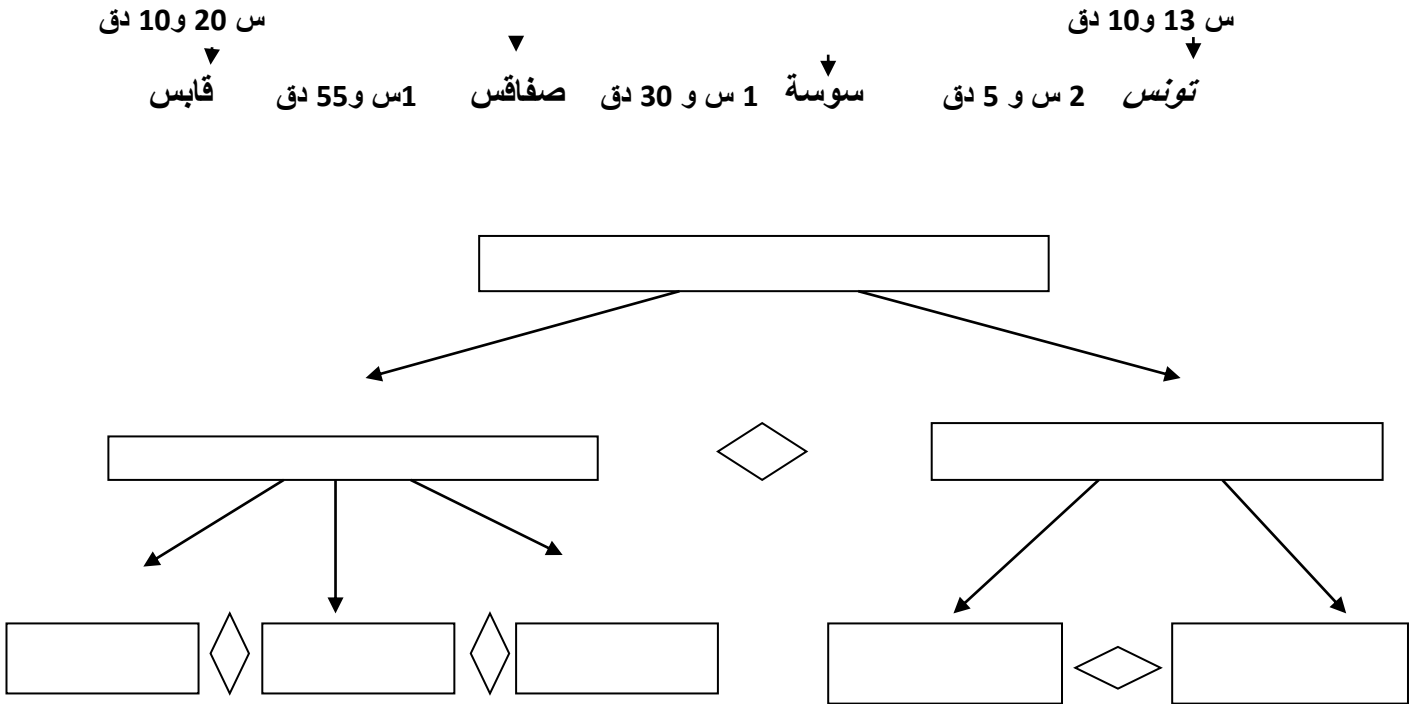 س 13 و10 دق
س 20 و10 دق
تونس 2 س و 5 دق سوسة 1 س و 30 دق صفاقس 1س و55 دق قابس